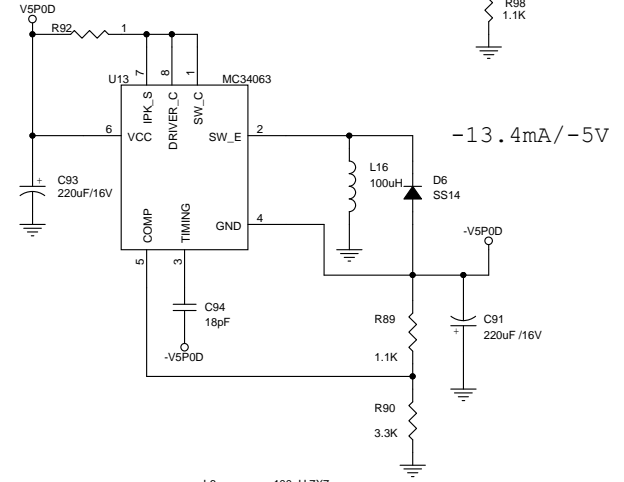 V5P0D
R92
1
R98
1.1K
U13
MC34063
7
8
1
IPK_S
DRIVER_C
SW_C
6
VCC
SW_E
2
-13.4mA/-5V
C93
220uF/16V
+
L16
100uH
D6
SS14
COMP
TIMING
GND
4
-V5P0D
5
3
C94
18pF
-V5P0D
R89
1.1K
C91
220uF /16V
+
R90
3.3K